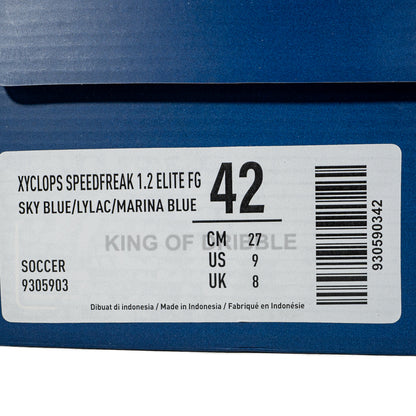 XYCLOPS SPEEDFREAK 1.2 ELITE FG
SKY BLUE/LYLAC/MARINA BLUE
42
KING OF DRIBBLE
CM 27
US 9
UK 8
SOCCER
9305903
Dibuat di indonesia / Made in Indonesia / Fabriqué en Indonésie
930590342